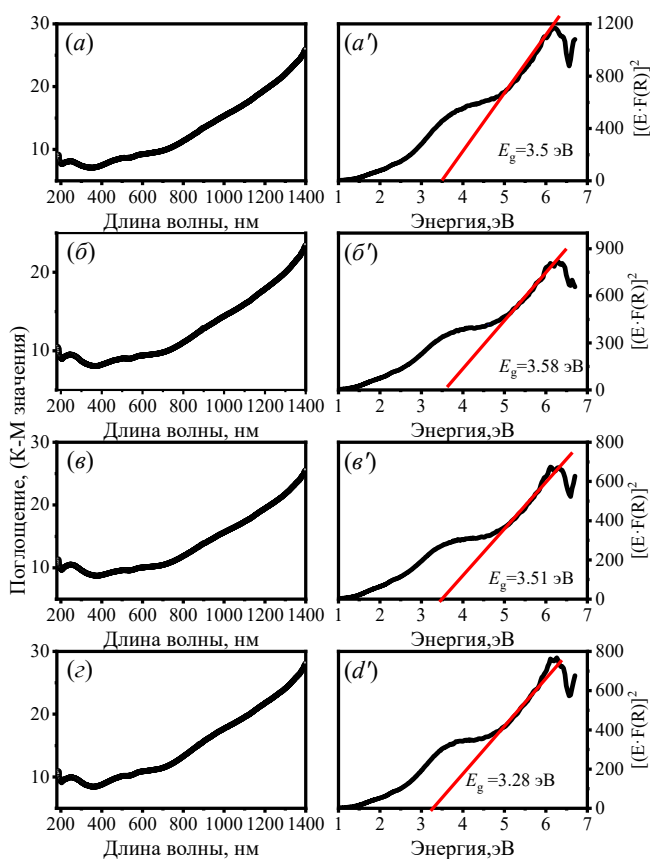 Поглощение, (К-М значения)
(а)
30
20
10
200 400 600 800 1000 1200 1400
Длина волны, нм
(а')
1200
800
400
0
E_g=3.5 эВ
1 2 3 4 5 6 7
Энергия,эВ
[(E·F(R)]^2
(б)
20
10
200 400 600 800 1000 1200 1400
Длина волны, нм
(б')
900
600
300
0
E_g=3.58 эВ
1 2 3 4 5 6 7
Энергия,эВ
[(E·F(R)]^2
(в)
30
20
10
200 400 600 800 1000 1200 1400
Длина волны, нм
(в')
800
600
400
200
0
E_g=3.51 эВ
1 2 3 4 5 6 7
Энергия,эВ
[(E·F(R)]^2
(г)
30
20
10
200 400 600 800 1000 1200 1400
Длина волны, нм
(d')
800
600
400
200
0
E_g=3.28 эВ
1 2 3 4 5 6 7
Энергия,эВ
[(E·F(R)]^2